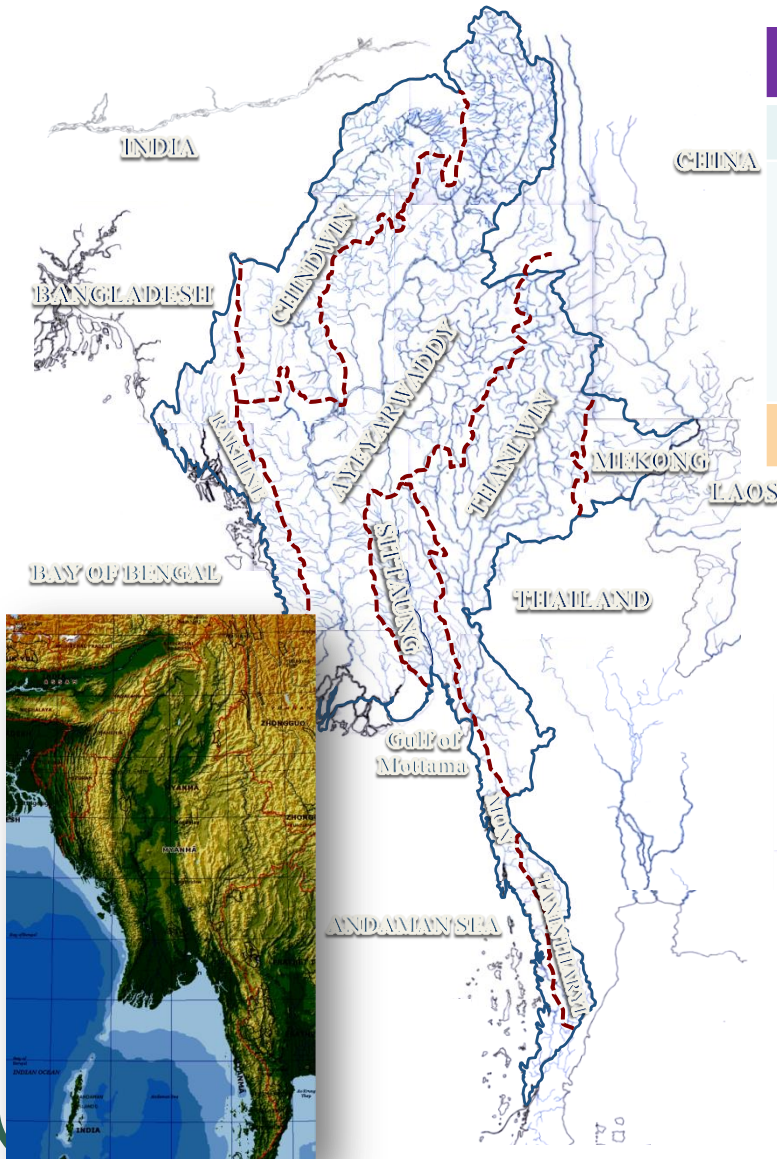 INDIA
CHINA
BANGLADESH
CHINDWIN
AYEYARWADDY
RAKHINE
THANLWIN
MEKONG
LAOS
SITTAUNG
BAY OF BENGAL
THAILAND
Gulf of
Mottama
MON
ANDAMAN SEA
TANINTHARYI
ASSAM
MYANMA
INDIAN OCEAN
INDIA